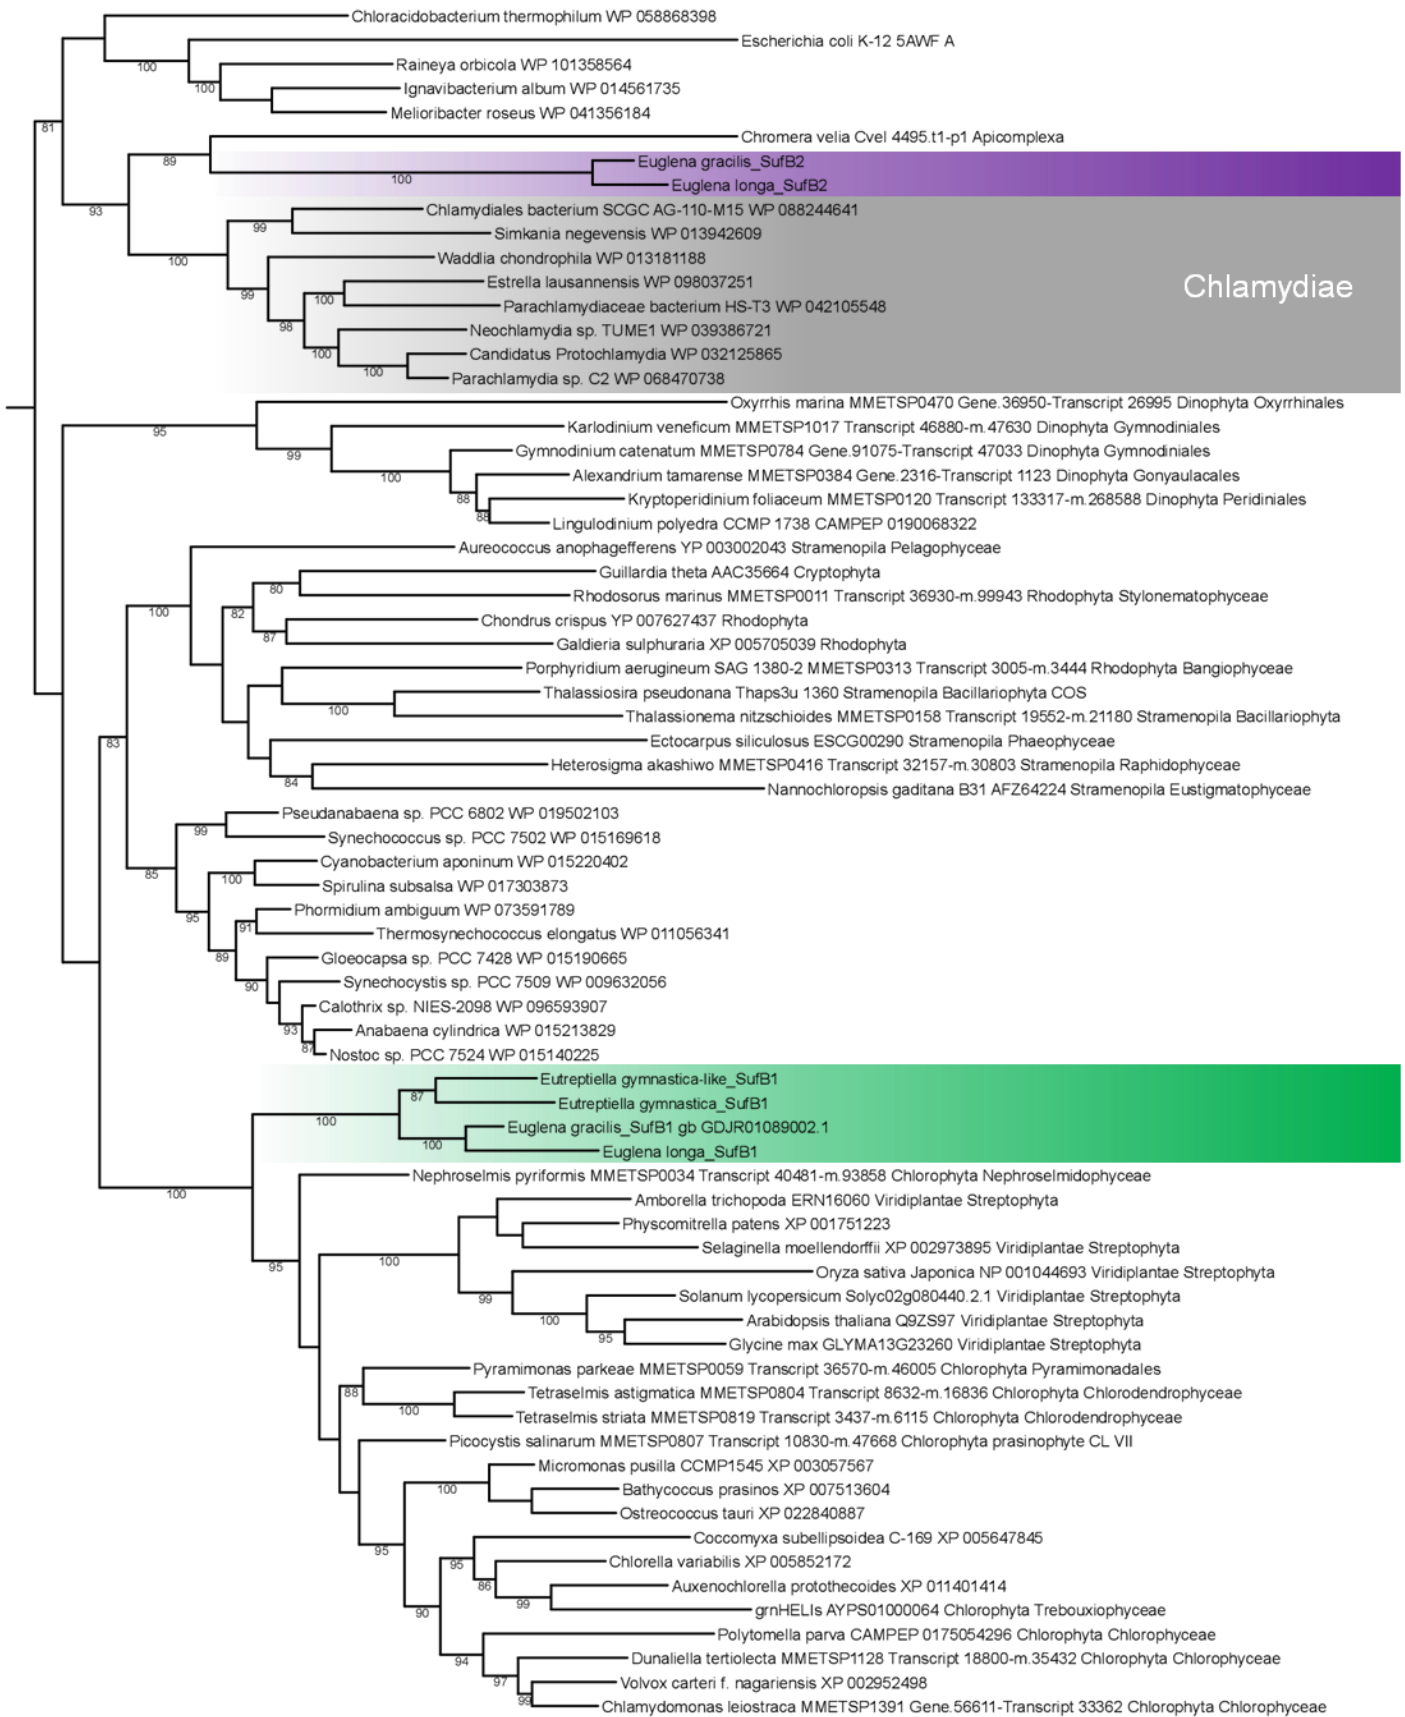 Chloracidobacterium thermophilum WP 058868398
Escherichia coli K-12 5AWF A
100
Raineya orbicola WP 101358564
100
Ignavibacterium album WP 014561735
Melioribacter roseus WP 041356184
81
Chromera velia Cvel 4495.t1-p1 Apicomplexa
89
Euglena gracilis_SufB2
100
Euglena longa_SufB2
93
Chlamydiales bacterium SCGC AG-110-M15 WP 088244641
99
Simkania negevensis WP 013942609
100
Waddlia chondrophila WP 013181188
Estrella lausannensis WP 098037251
Chlamydiae
99
100
Parachlamydiaceae bacterium HS-T3 WP 042105548
98
Neochlamydia sp. TUME1 WP 039386721
100
Candidatus Protochlamydia WP 032125865
100
Parachlamydia sp. C2 WP 068470738
Oxyrrhis marina MMETSP0470 Gene.36950-Transcript 26995 Dinophyta Oxyrrhinales
95
Karlodinium veneficum MMETSP1017 Transcript 46880-m.47630 Dinophyta Gymnodiniales
99
Gymnodinium catenatum MMETSP0784 Gene.91075-Transcript 47033 Dinophyta Gymnodiniales
100
Alexandrium tamarense MMETSP0384 Gene.2316-Transcript 1123 Dinophyta Gonyaulacales
88
Kryptoperidinium foliaceum MMETSP0120 Transcript 133317-m.268588 Dinophyta Peridiniales
88
Lingulodinium polyedra CCMP 1738 CAMPEP 0190068322
Aureococcus anophagefferens YP 003002043 Stramenopila Pelagophyceae
Guillardia theta AAC35664 Cryptophyta
80
Rhodosorus marinus MMETSP0011 Transcript 36930-m.99943 Rhodophyta Stylonematophyceae
100
82
Chondrus crispus YP 007627437 Rhodophyta
87
Galdieria sulphuraria XP 005705039 Rhodophyta
Porphyridium aerugineum SAG 1380-2 MMETSP0313 Transcript 3005-m.3444 Rhodophyta Bangiophyceae
Thalassiosira pseudonana Thaps3u 1360 Stramenopila Bacillariophyta COS
100
Thalassionema nitzschioides MMETSP0158 Transcript 19552-m.21180 Stramenopila Bacillariophyta
83
Ectocarpus siliculosus ESCG00290 Stramenopila Phaeophyceae
Heterosigma akashiwo MMETSP0416 Transcript 32157-m.30803 Stramenopila Raphidophyceae
84
Nannochloropsis gaditana B31 AFZ64224 Stramenopila Eustigmatophyceae
Pseudanabaena sp. PCC 6802 WP 019502103
99
Synechococcus sp. PCC 7502 WP 015169618
Cyanobacterium aponinum WP 015220402
85
100
Spirulina subsalsa WP 017303873
Phormidium ambiguum WP 073591789
95
91
Thermosynechococcus elongatus WP 011056341
89
Gloeocapsa sp. PCC 7428 WP 015190665
90
Synechocystis sp. PCC 7509 WP 009632056
Calothrix sp. NIES-2098 WP 096593907
93
Anabaena cylindrica WP 015213829
87
Nostoc sp. PCC 7524 WP 015140225
Eutreptiella gymnastica-like_SufB1
87
Eutreptiella gymnastica_SufB1
100
Euglena gracilis_SufB1 gb GDJR01089002.1
100
Euglena longa_SufB1
Nephroselmis pyriformis MMETSP0034 Transcript 40481-m.93858 Chlorophyta Nephroselmidophyceae
100
Amborella trichopoda ERN16060 Viridiplantae Streptophyta
Physcomitrella patens XP 001751223
Selaginella moellendorffii XP 002973895 Viridiplantae Streptophyta
100
95
Oryza sativa Japonica NP 001044693 Viridiplantae Streptophyta
99
Solanum lycopersicum Solyc02g080440.2.1 Viridiplantae Streptophyta
100
Arabidopsis thaliana Q9ZS97 Viridiplantae Streptophyta
95
Glycine max GLYMA13G23260 Viridiplantae Streptophyta
Pyramimonas parkeae MMETSP0059 Transcript 36570-m.46005 Chlorophyta Pyramimonadales
88
Tetraselmis astigmatica MMETSP0804 Transcript 8632-m.16836 Chlorophyta Chlorodendrophyceae
100
Tetraselmis striata MMETSP0819 Transcript 3437-m.6115 Chlorophyta Chlorodendrophyceae
Picocystis salinarum MMETSP0807 Transcript 10830-m.47668 Chlorophyta prasinophyte CL VII
Micromonas pusilla CCMP1545 XP 003057567
100
Bathycoccus prasinos XP 007513604
Ostreococcus tauri XP 022840887
95
Coccomyxa subellipsoidea C-169 XP 005647845
95
Chlorella variabilis XP 005852172
86
Auxenochlorella protothecoides XP 011401414
99
grnHELIs AYPS01000064 Chlorophyta Trebouxiophyceae
90
Polytomella parva CAMPEP 0175054296 Chlorophyta Chlorophyceae
94
Dunaliella tertiolecta MMETSP1128 Transcript 18800-m.35432 Chlorophyta Chlorophyceae
97
Volvox carteri f. nagariensis XP 002952498
99
Chlamydomonas leiostraca MMETSP1391 Gene.56611-Transcript 33362 Chlorophyta Chlorophyceae